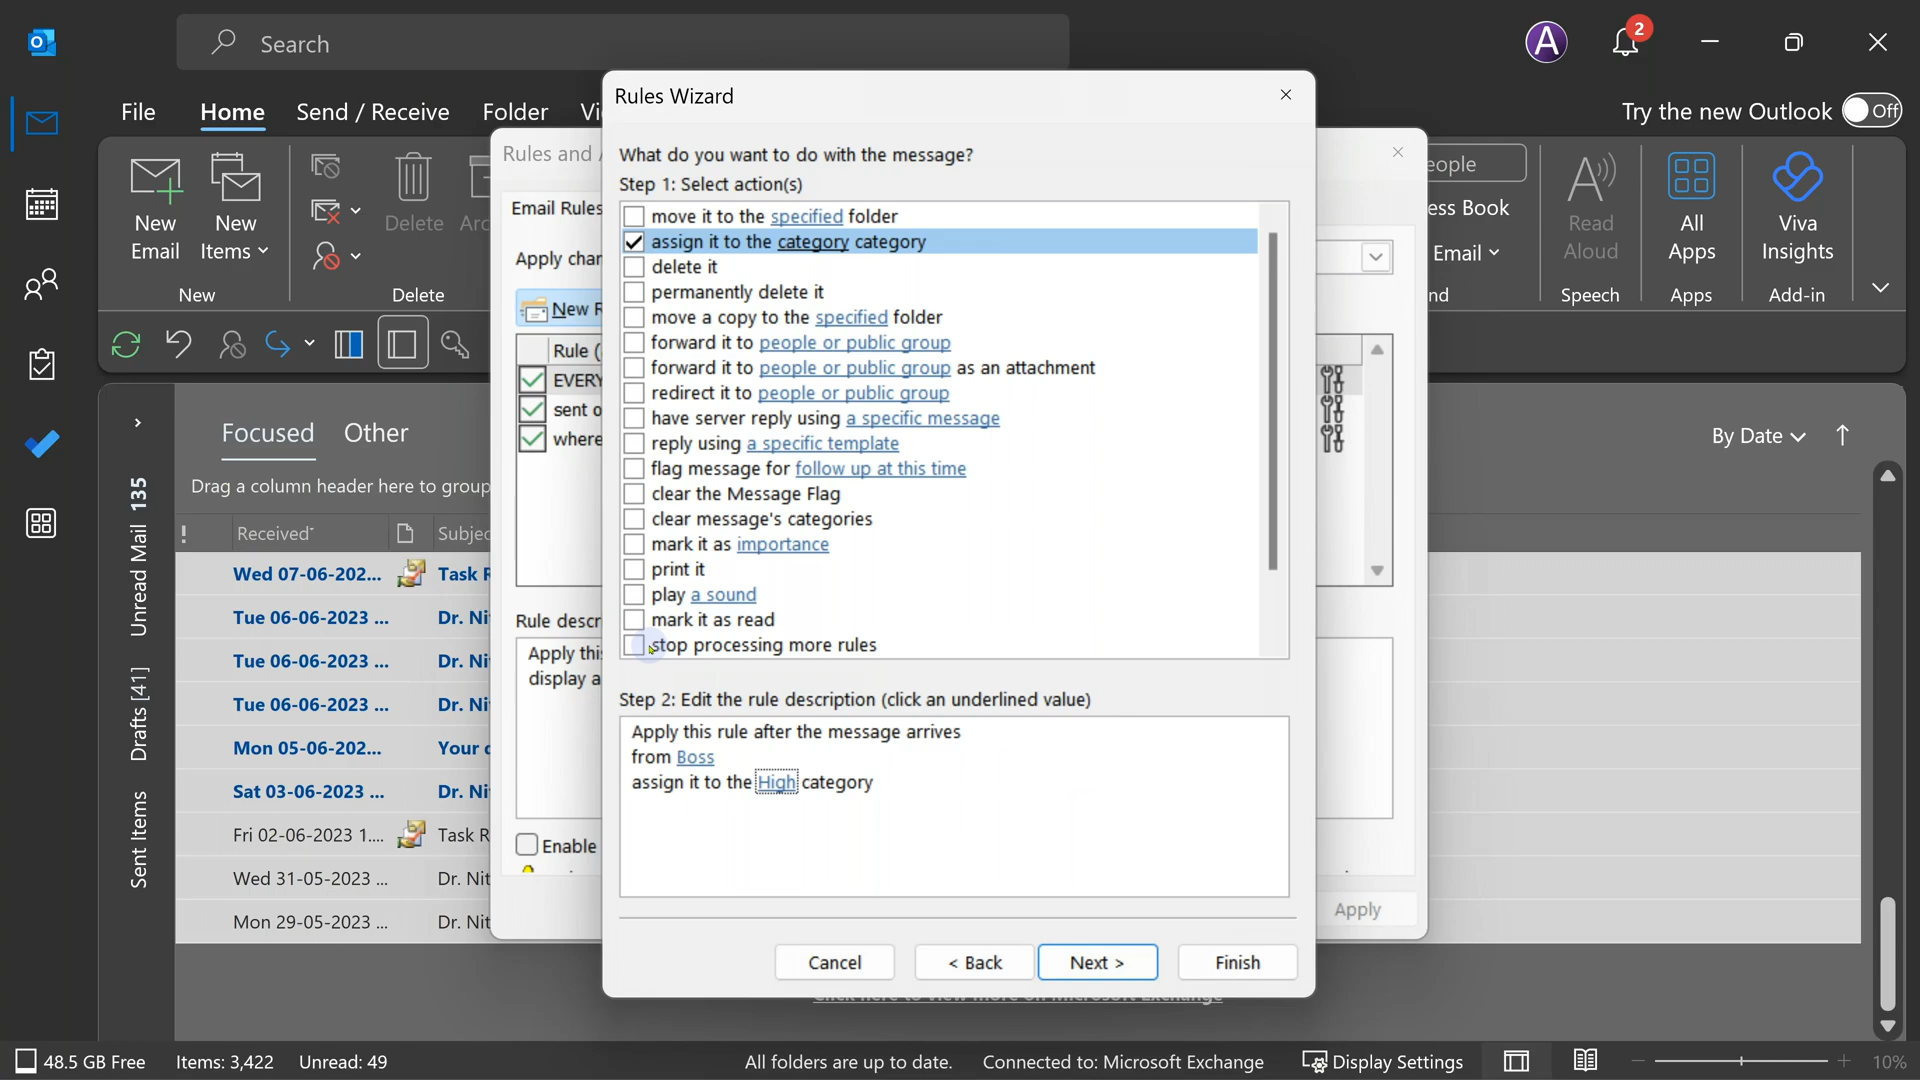 Search
2
A
File Home Send / Receive Folder
Try the new Outlook Off
New Email
New Items
Delete
New
Delete
ess Book
Email
Read Aloud
Speech
All Apps
Apps
Viva Insights
Add-in
Rules and
Email Rules
New R
Rule (
EVERY
sent o
where
Enable
Apply
Rules Wizard
What do you want to do with the message?
Step 1: Select action(s)
move it to the specified folder
assign it to the category category
delete it
permanently delete it
move a copy to the specified folder
forward it to people or public group
forward it to people or public group as an attachment
redirect it to people or public group
have server reply using a specific message
reply using a specific template
flag message for follow up at this time
clear the Message Flag
clear message's categories
mark it as importance
print it
play a sound
mark it as read
stop processing more rules
Step 2: Edit the rule description (click an underlined value)
Apply this rule after the message arrives
from Boss
assign it to the High category
Cancel < Back Next > Finish
Unread Mail 135
Drafts [41]
Sent Items
Focused Other
By Date
Drag a column header here to group
! Received Subjec
Wed 07-06-202... Task R
Tue 06-06-2023 ... Dr. Ni
Tue 06-06-2023 ... Dr. Ni
Tue 06-06-2023 ... Dr. Ni
Mon 05-06-202... Your
Sat 03-06-2023 ... Dr. Ni
Fri 02-06-2023 1.... Task R
Wed 31-05-2023 ... Dr. Nit
Mon 29-05-2023 ... Dr. Nit
48.5 GB Free Items: 3,422 Unread: 49 All folders are up to date. Connected to: Microsoft Exchange Display Settings 10%